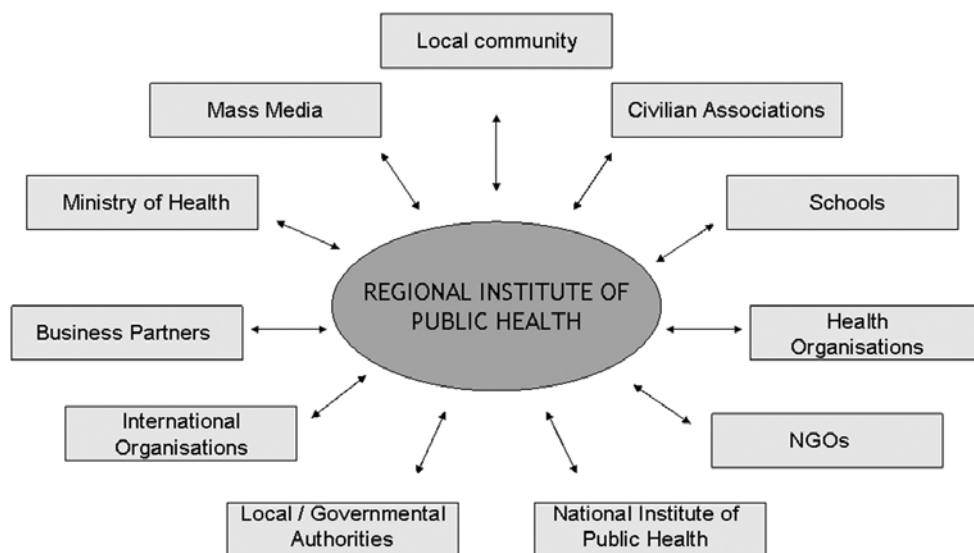 Local community
Mass Media
Civilian Associations
Ministry of Health
Schools
REGIONAL INSTITUTE OF
PUBLIC HEALTH
Business Partners
Health
Organisations
International
Organisations
NGOs
Local / Governmental
Authorities
National Institute of
Public Health